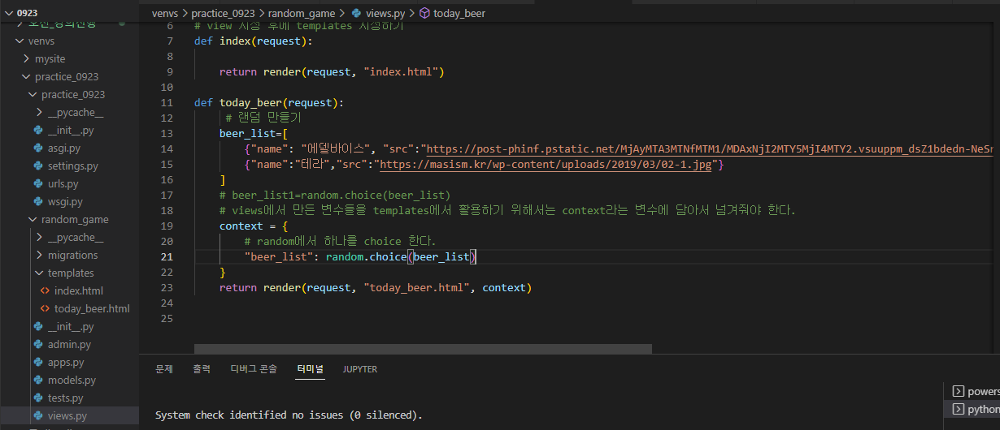 0923
venvs > practice_0923 > random_game > views.py > today_beer
venvs
mysite
practice_0923
practice_0923
__pycache__
__init__.py
asgi.py
settings.py
urls.py
wsgi.py
random_game
__pycache__
migrations
templates
index.html
today_beer.html
__init__.py
admin.py
apps.py
models.py
tests.py
views.py
6 # view 지정 후에 templates 지정하기
7 def index(request):
8
9 return render(request, "index.html")
10
11 def today_beer(request):
12 # 랜덤 만들기
13 beer_list=[
14 {"name": "에델바이스", "src":"https://post-phinf.pstatic.net/MjAyMTA3MTNfMTM1/MDAxNjI2MTY5MjI4MTY2.vsuuppm_dsZ1bdedn-NeSr
15 {"name":"테라","src":"https://masism.kr/wp-content/uploads/2019/03/02-1.jpg"}
16 ]
17 # beer_list1=random.choice(beer_list)
18 # views에서 만든 변수들을 templates에서 활용하기 위해서는 context라는 변수에 담아서 넘겨줘야 한다.
19 context = {
20 # random에서 하나를 choice 한다.
21 "beer_list": random.choice(beer_list)
22 }
23 return render(request, "today_beer.html", context)
24
25
문제 출력 디버그 콘솔 터미널 JUPYTER
powers
python
System check identified no issues (0 silenced).